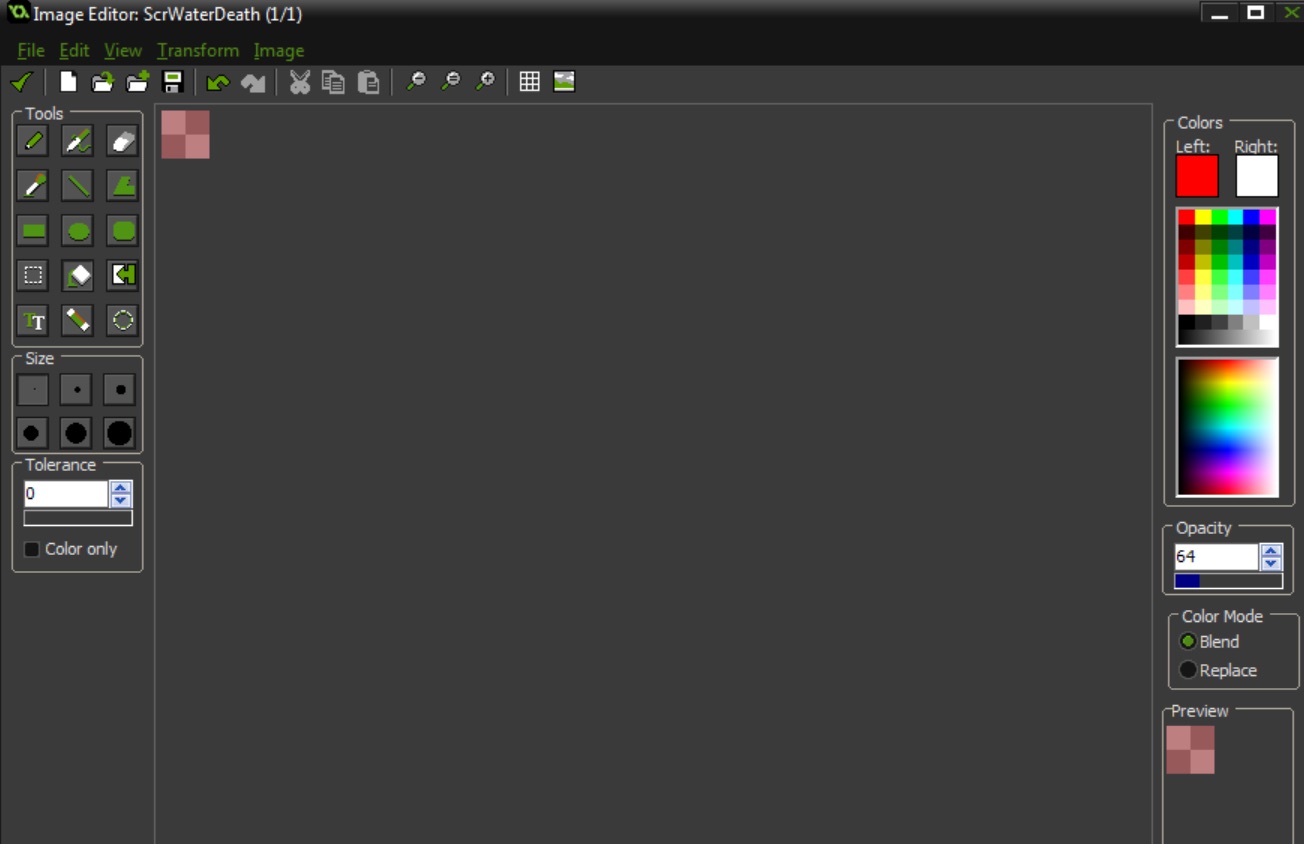 Image Editor: ScrWaterDeath (1/1)
File Edit View Transform Image
Tools
TT
Size
Tolerance
0
Color only
Colors
Left: Right:
Opacity
64
Color Mode
Blend
Replace
Preview